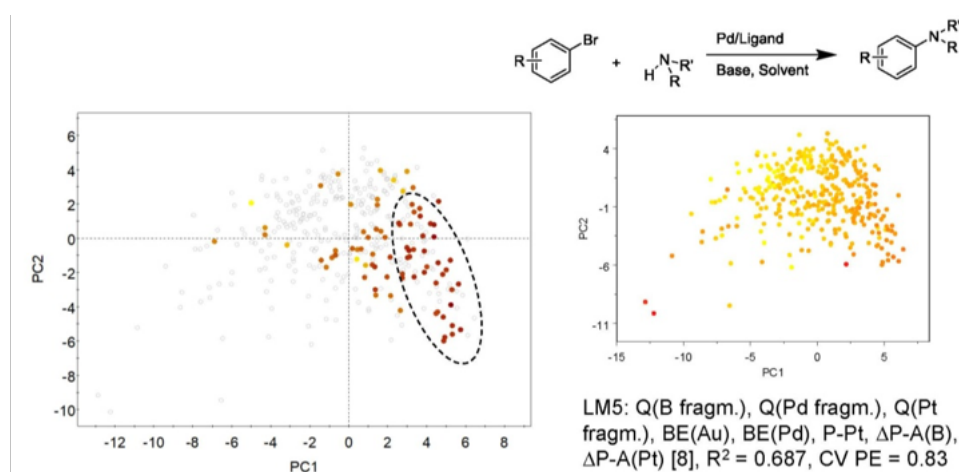 Pd/Ligand
Base, Solvent
R
Br
+
H
N
R'
R
R
N
R'
R
PC2
6
4
2
0
-2
-4
-6
-8
-10
-12
-10
-8
-6
-4
-2
0
2
4
6
8
PC1
PC2
4
-1
-6
-11
-15
-10
-5
0
5
PC1
LM5: Q(B fragm.), Q(Pd fragm.), Q(Pt
fragm.), BE(Au), BE(Pd), P-Pt, ΔP-A(B),
ΔP-A(Pt) [8], R² = 0.687, CV PE = 0.83